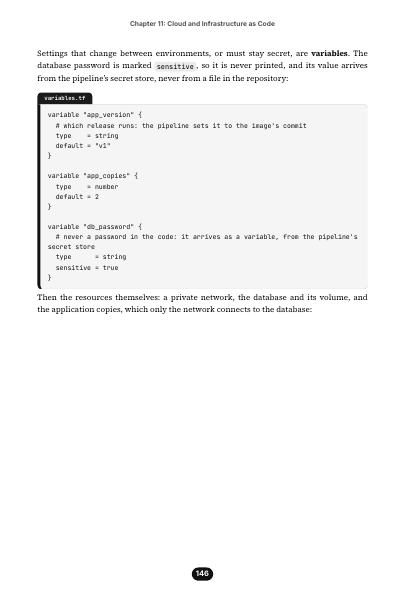 Chapter 11: Cloud and Infrastructure as Code
Settings that change between environments, or must stay secret, are variables. The
database password is marked sensitive, so it is never printed, and its value arrives
from the pipeline's secret store, never from a file in the repository:
variables.tf
variable "app_version" {
  # which release runs: the pipeline sets it to the image's commit
  type    = string
  default = "v1"
}
variable "app_copies" {
  type    = number
  default = 2
}
variable "db_password" {
  # never a password in the code: it arrives as a variable, from the pipeline's
secret store
  type      = string
  sensitive = true
}
Then the resources themselves: a private network, the database and its volume, and
the application copies, which only the network connects to the database:
146